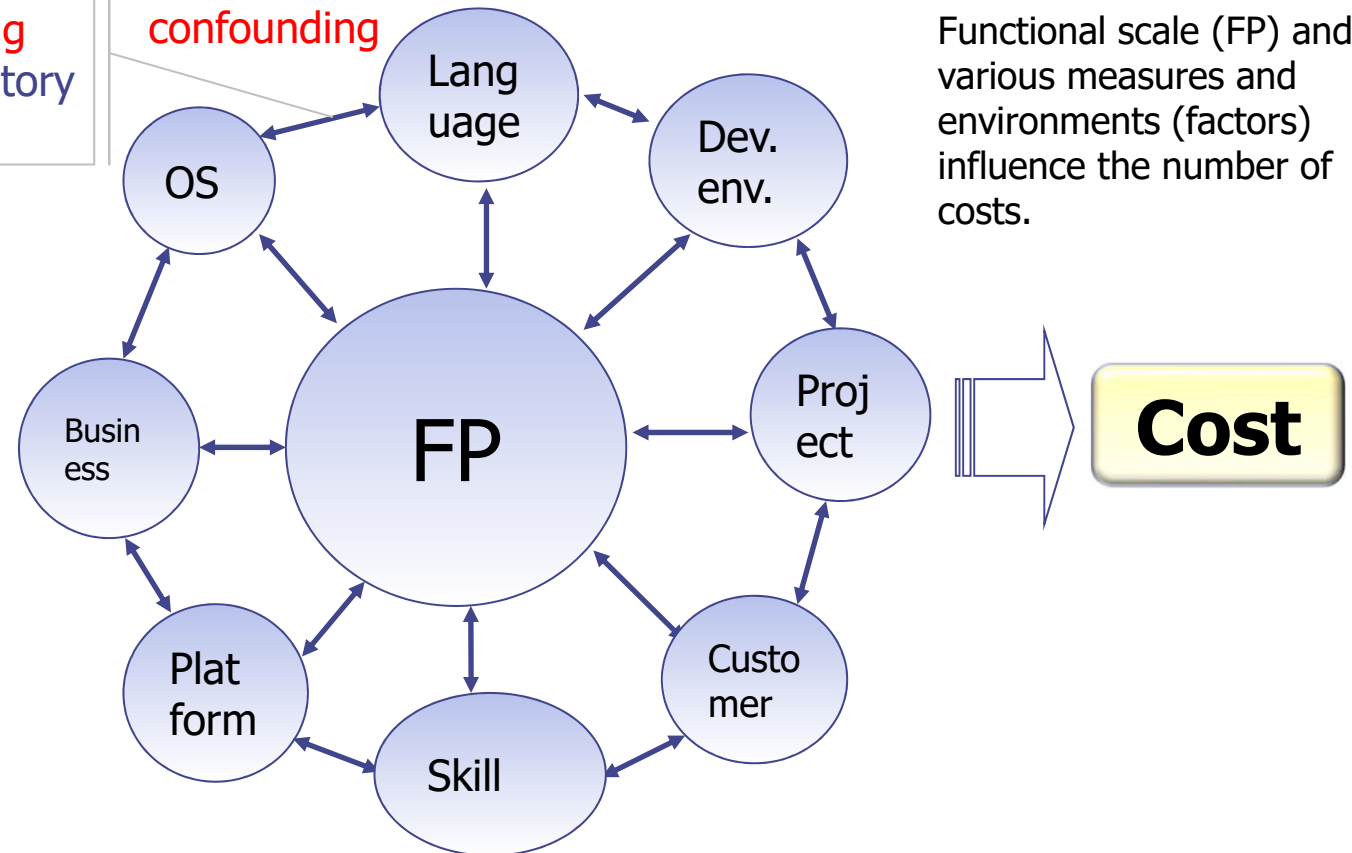 confounding
g
tory
Functional scale (FP) and
various measures and
environments (factors)
influence the number of
costs.
Lang
uage
Dev.
env.
OS
Proj
ect
FP
Cost
Busin
ess
Custo
mer
Plat
form
Skill